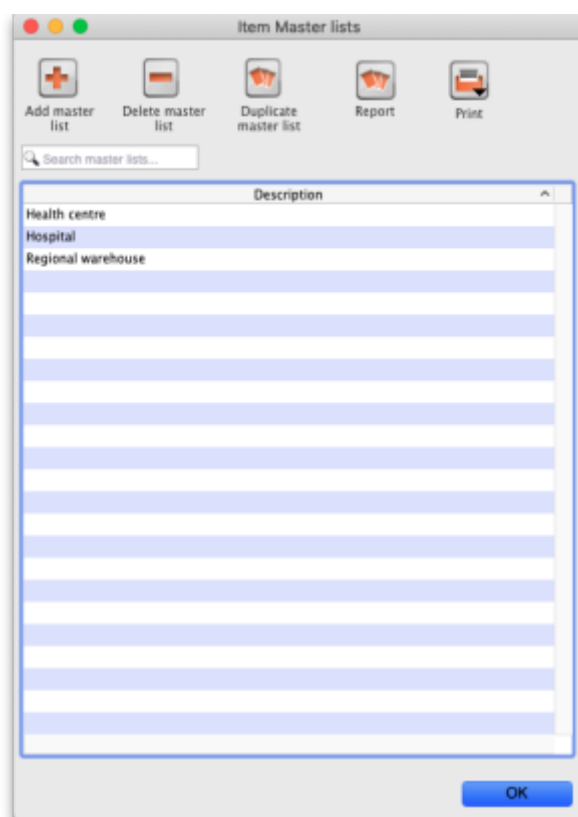 Item Master lists
Add master
list
Delete master
list
Duplicate
master list
Report
Print
Search master lists...
Description
Health centre
Hospital
Regional warehouse
OK